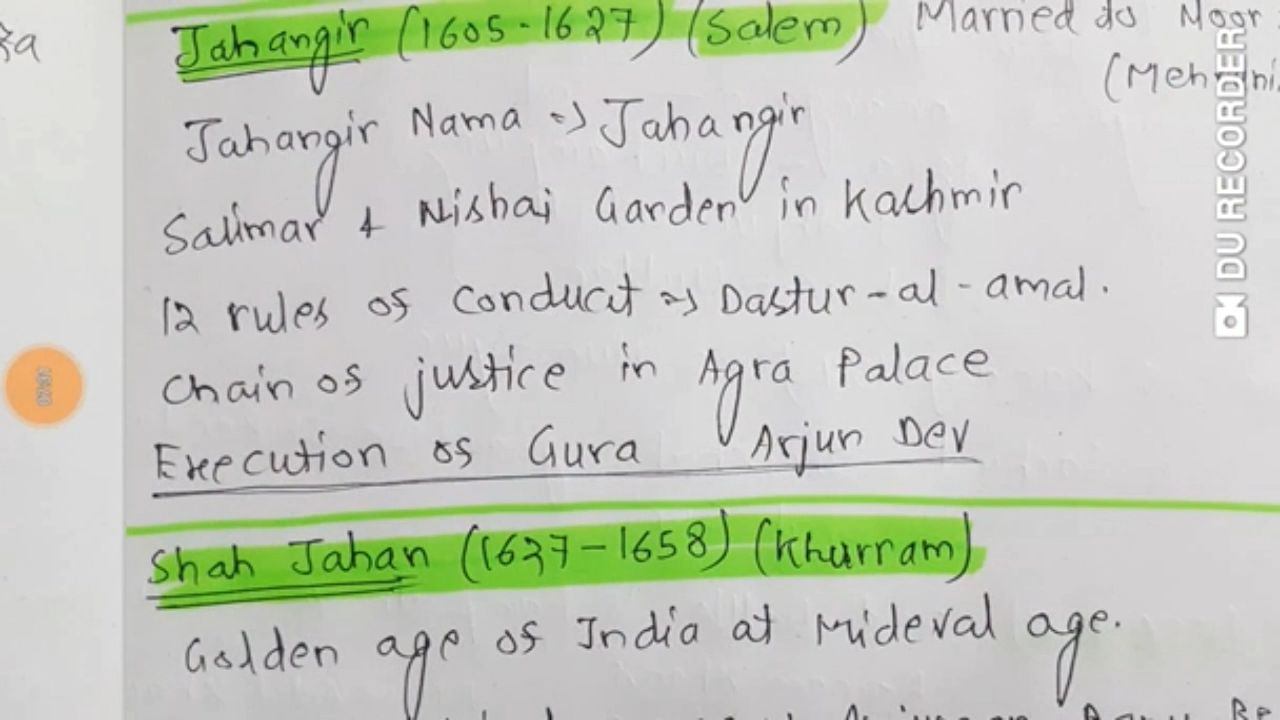 Jahangir (1605-1627) (Salem) Married do Noor
(Meh
Jahangir Nama => Jahangir
Salimar & Nishai Garden in Kashmir
12 rules of conduct => Dastur-al-amal.
Chain of justice in Agra Palace
Execution of Gura Arjun Dev
Shah Jahan (1627-1658) (Khurram)
Golden age of India at Mideval age.
DU RECORDER